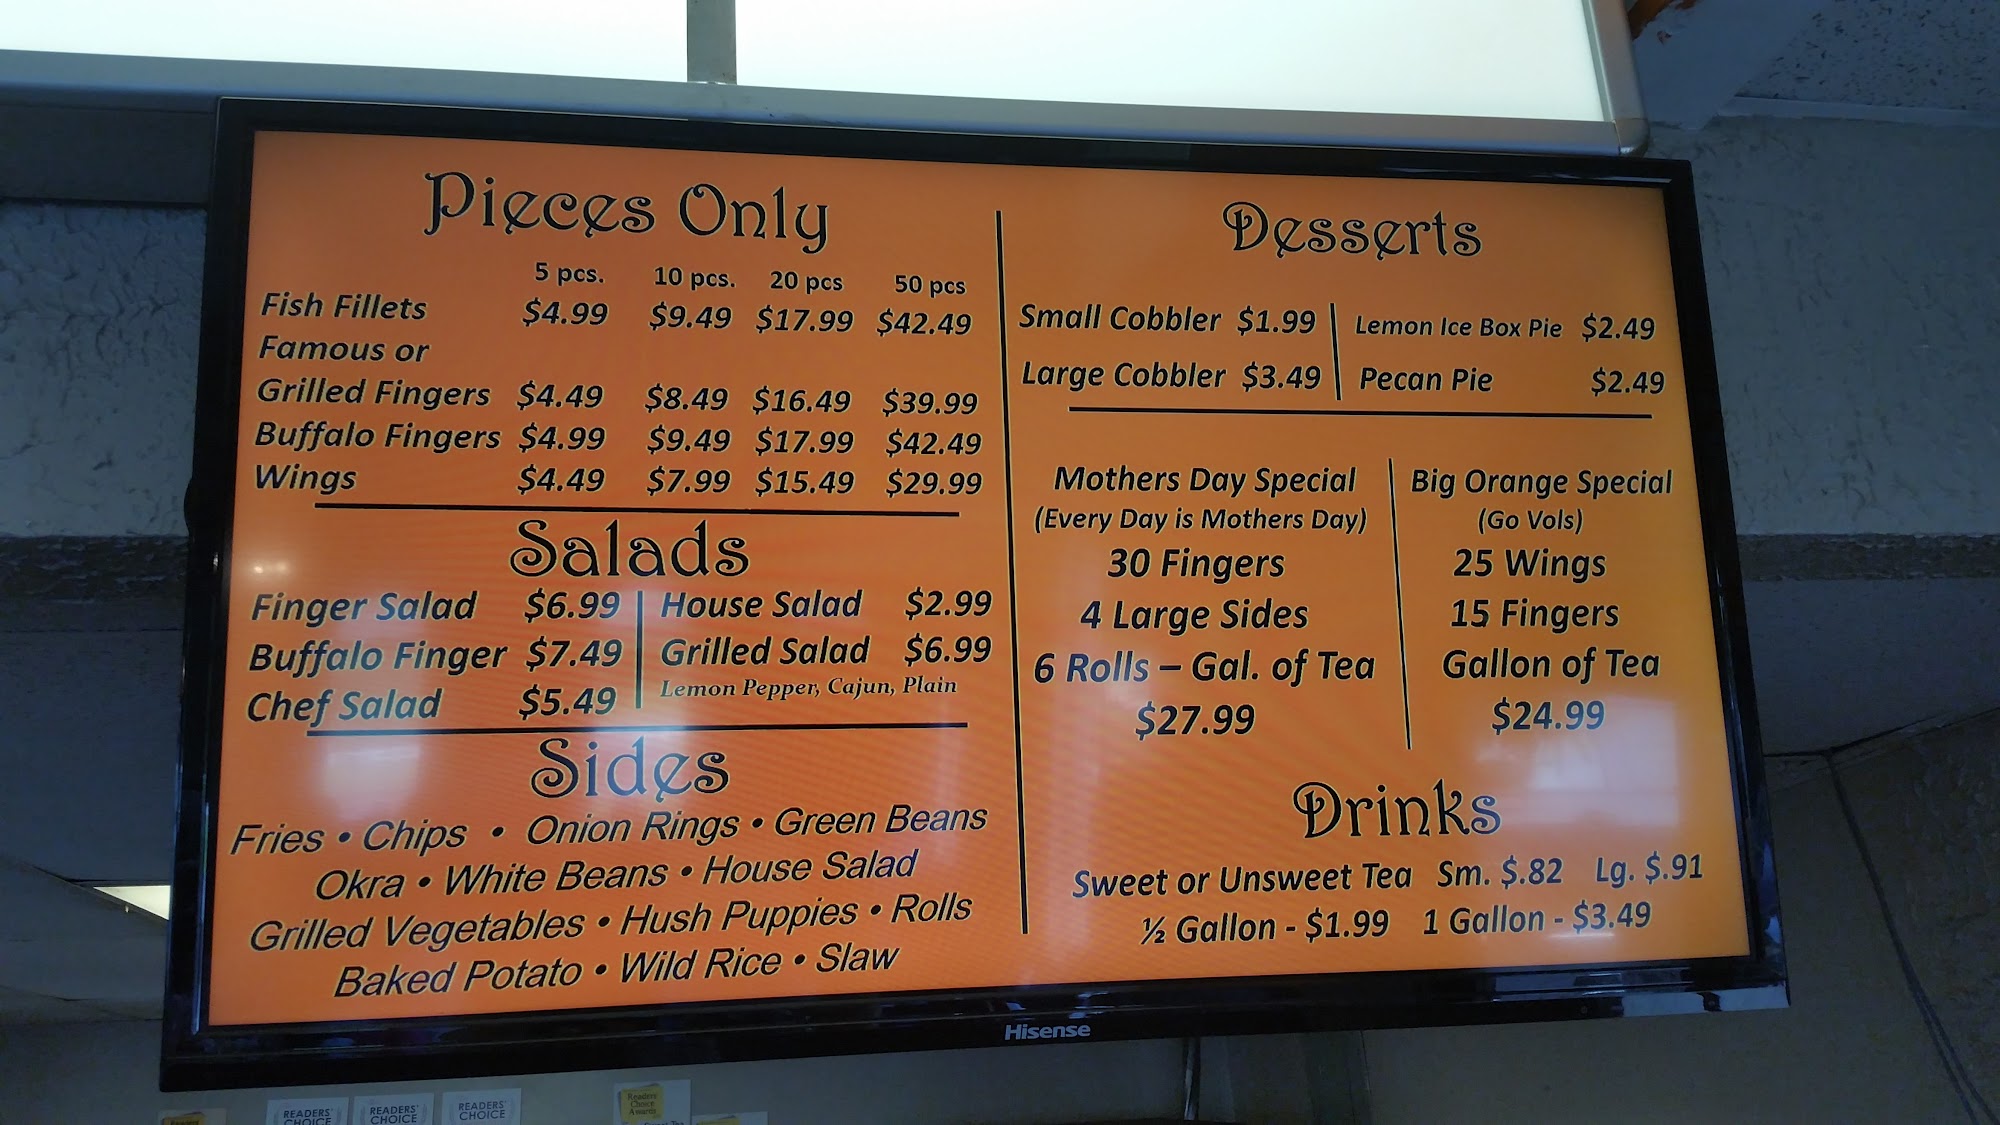 Pieces Only
5 pcs. 10 pcs. 20 pcs 50 pcs
Fish Fillets $4.99 $9.49 $17.99 $42.49
Famous or
Grilled Fingers $4.49 $8.49 $16.49 $39.99
Buffalo Fingers $4.99 $9.49 $17.99 $42.49
Wings $4.49 $7.99 $15.49 $29.99
Salads
Finger Salad $6.99
Buffalo Finger $7.49
Chef Salad $5.49
House Salad $2.99
Grilled Salad $6.99
Lemon Pepper, Cajun, Plain
Sides
Fries • Chips • Onion Rings • Green Beans
Okra • White Beans • House Salad
Grilled Vegetables • Hush Puppies • Rolls
Baked Potato • Wild Rice • Slaw
Desserts
Small Cobbler $1.99
Large Cobbler $3.49
Lemon Ice Box Pie $2.49
Pecan Pie $2.49
Mothers Day Special
(Every Day is Mothers Day)
30 Fingers
4 Large Sides
6 Rolls – Gal. of Tea
$27.99
Big Orange Special
(Go Vols)
25 Wings
15 Fingers
Gallon of Tea
$24.99
Drinks
Sweet or Unsweet Tea Sm. $.82 Lg. $.91
½ Gallon - $1.99 1 Gallon - $3.49
Hisense
READERS'
CHOICE
READERS'
CHOICE
READERS'
CHOICE
Readers
Choice
Awards